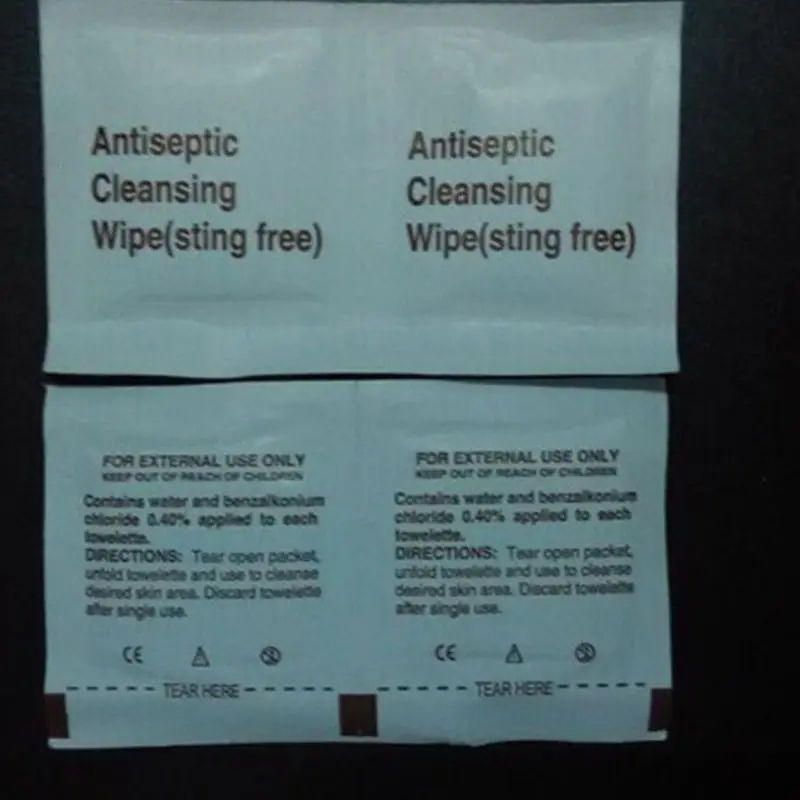 Antiseptic
Cleansing
Wipe(sting free)
Antiseptic
Cleansing
Wipe(sting free)
FOR EXTERNAL USE ONLY
KEEP OUT OF REACH OF CHILDREN
Contains water and benzalkonium
chloride 0.40% applied to each
towelette.
DIRECTIONS: Tear open packet,
unfold towelette and use to cleanse
desired skin area. Discard towelette
after single use.
CE
TEAR HERE
FOR EXTERNAL USE ONLY
KEEP OUT OF REACH OF CHILDREN
Contains water and benzalkonium
chloride 0.40% applied to each
towelette.
DIRECTIONS: Tear open packet,
unfold towelette and use to cleanse
desired skin area. Discard towelette
after single use.
CE
TEAR HERE